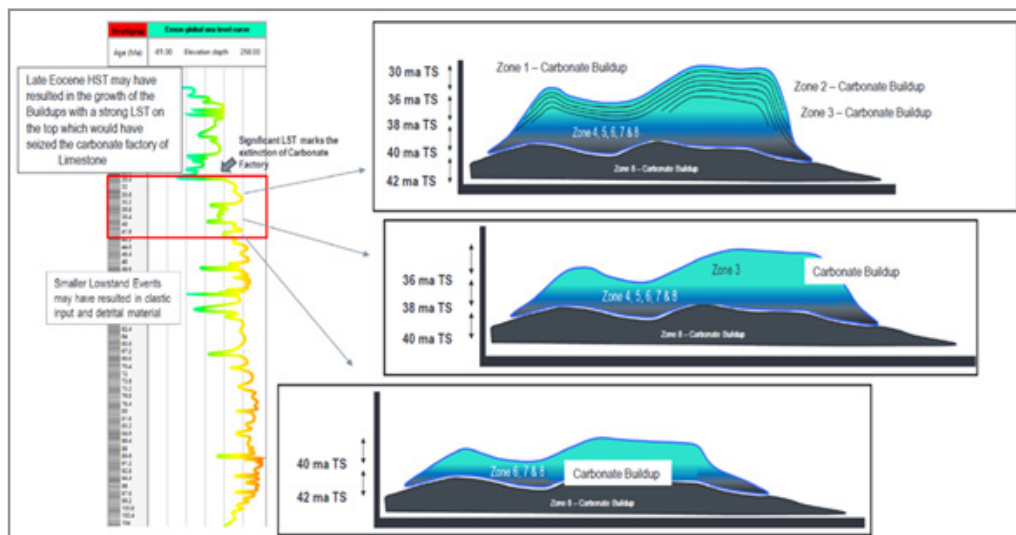 Stratigraphy
Exxon global sea level curve
Age (Ma)
-81.00 Elevation depth 258.00
Late Eocene HST may have
resulted in the growth of the
Buildups with a strong LST on
the top which would have
seized the carbonate factory of
Limestone
Significant LST marks the
extinction of Carbonate
Factory
Smaller Lowstand Events
may have resulted in clastic
input and detrital material
30 ma TS
36 ma TS
38 ma TS
40 ma TS
42 ma TS
Zone 1 – Carbonate Buildup
Zone 2 – Carbonate Buildup
Zone 3 – Carbonate Buildup
Zone 4, 5, 6, 7 & 8
Zone 8 – Carbonate Buildup
36 ma TS
38 ma TS
40 ma TS
Zone 3
Carbonate Buildup
Zone 4, 5, 6, 7 & 8
Zone 8 – Carbonate Buildup
40 ma TS
42 ma TS
Zone 6, 7 & 8
Carbonate Buildup
Zone 8 – Carbonate Buildup